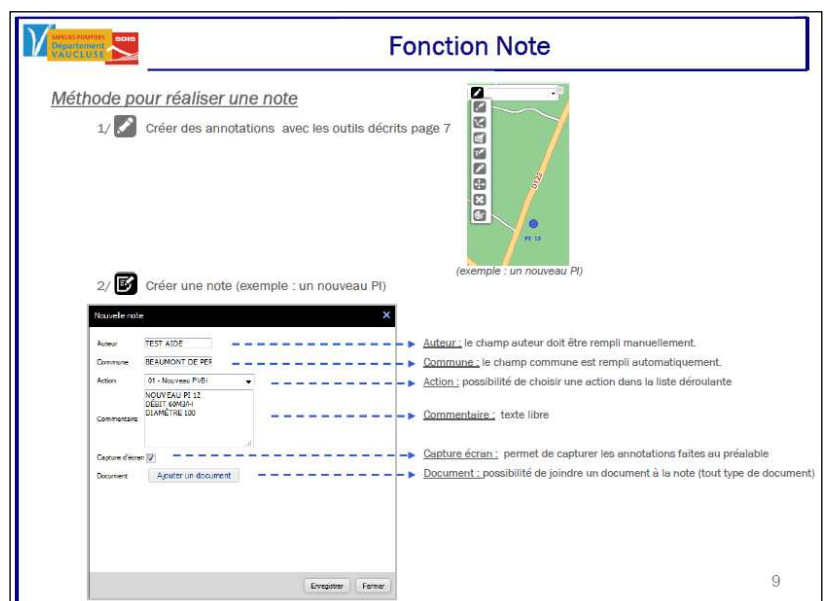 SAPEURS-POMPIERS
SDIS
Département
VAUCLUSE
Fonction Note
Méthode pour réaliser une note
1/ Créer des annotations avec les outils décrits page 7
D122
PI 12
(exemple : un nouveau PI)
2/ Créer une note (exemple : un nouveau PI)
Nouvelle note
Auteur TEST AIDE
Auteur : le champ auteur doit être rempli manuellement.
Commune BEAUMONT DE PER
Commune : le champ commune est rempli automatiquement.
Action 01 - Nouveau PI/BI
Action : possibilité de choisir une action dans la liste déroulante
Commentaire
NOUVEAU PI 12
DÉBIT 60M3/H
DIAMÈTRE 100
Commentaire : texte libre
Capture d'écran
Capture écran : permet de capturer les annotations faites au préalable
Document Ajouter un document
Document : possibilité de joindre un document à la note (tout type de document)
Enregistrer Fermer
9